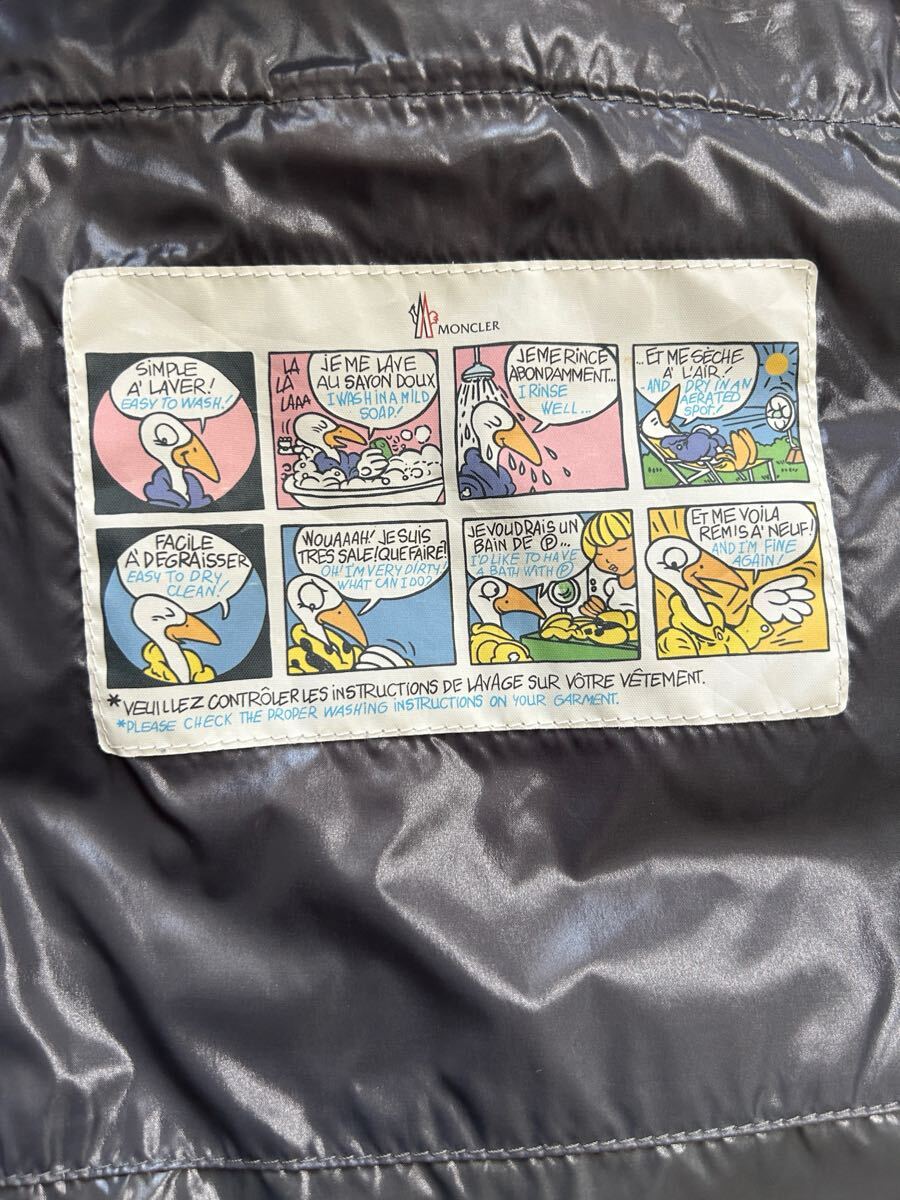 MONCLER
SIMPLE
A' LAVER!
EASY TO WASH!
LA
LA
LAAA
JE ME LAVE
AU SAYON DOUX
I WASH IN A MILD
SOAP!
JE ME RINCE
ABONDAMMENT...
I RINSE
WELL...
...ET ME SÈCHE
A' L'AIR!
-AND DRY IN AN
AERATED
SPOT!
FACILE
A' DEGRAISSER
EASY TO DRY
CLEAN!
WOUAAAH! JE SUIS
TRES SALE! QUE FAIRE?
OH! I'M VERY DIRTY!
WHAT CAN I DO?
JE VOUDRAIS UN
BAIN DE Ⓟ...
I'D LIKE TO HAVE
A BATH WITH Ⓟ
ET ME VOILA
REMIS A' NEUF!
AND I'M FINE
AGAIN!
*VEUILLEZ CONTRÔLER LES INSTRUCTIONS DE LAVAGE SUR VÔTRE VÊTEMENT.
*PLEASE CHECK THE PROPER WASHING INSTRUCTIONS ON YOUR GARMENT.